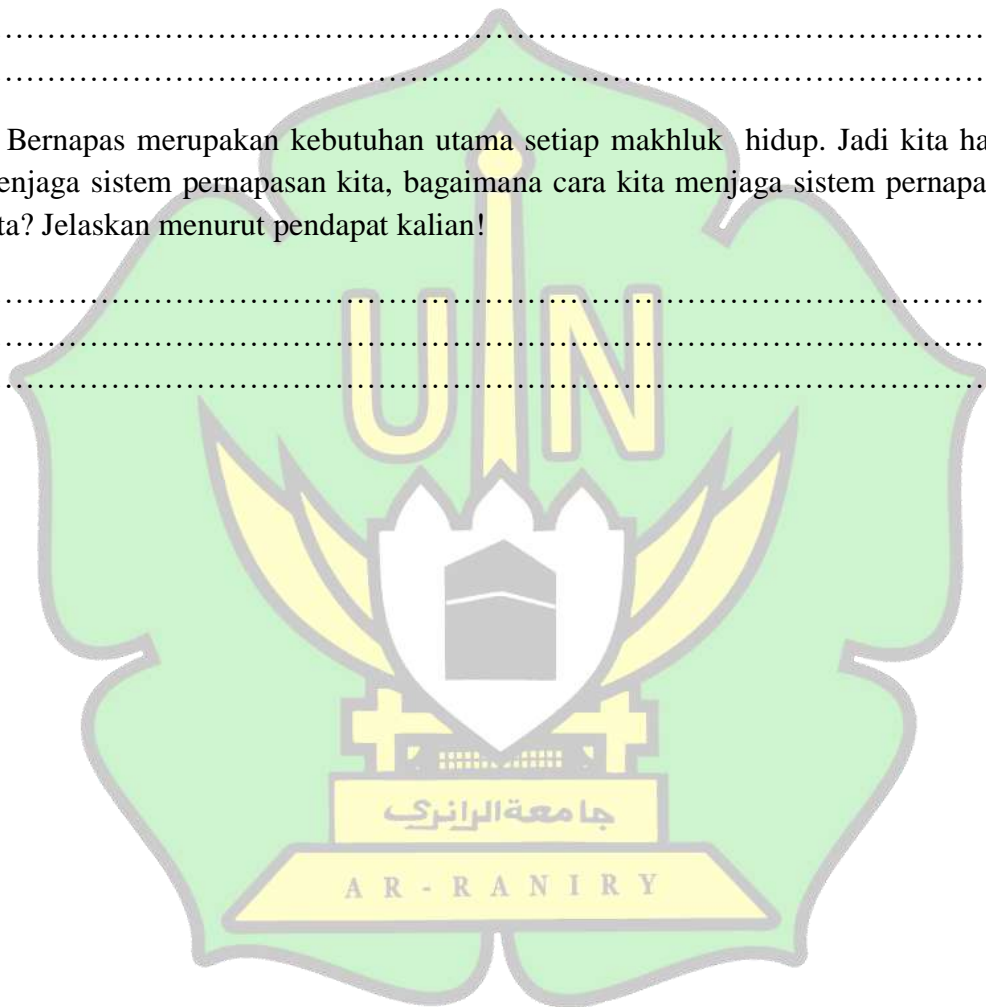 ……………………………………………………………………………………
……………………………………………………………………………………
Bernapas merupakan kebutuhan utama setiap makhluk hidup. Jadi kita ha
enjaga sistem pernapasan kita, bagaimana cara kita menjaga sistem pernapa
ta? Jelaskan menurut pendapat kalian!
……………………………………………………………………………………
……………………………………………………………………………………
……………………………………………………………………………………
UIN
جامعة الرانري
AR-RANIRY